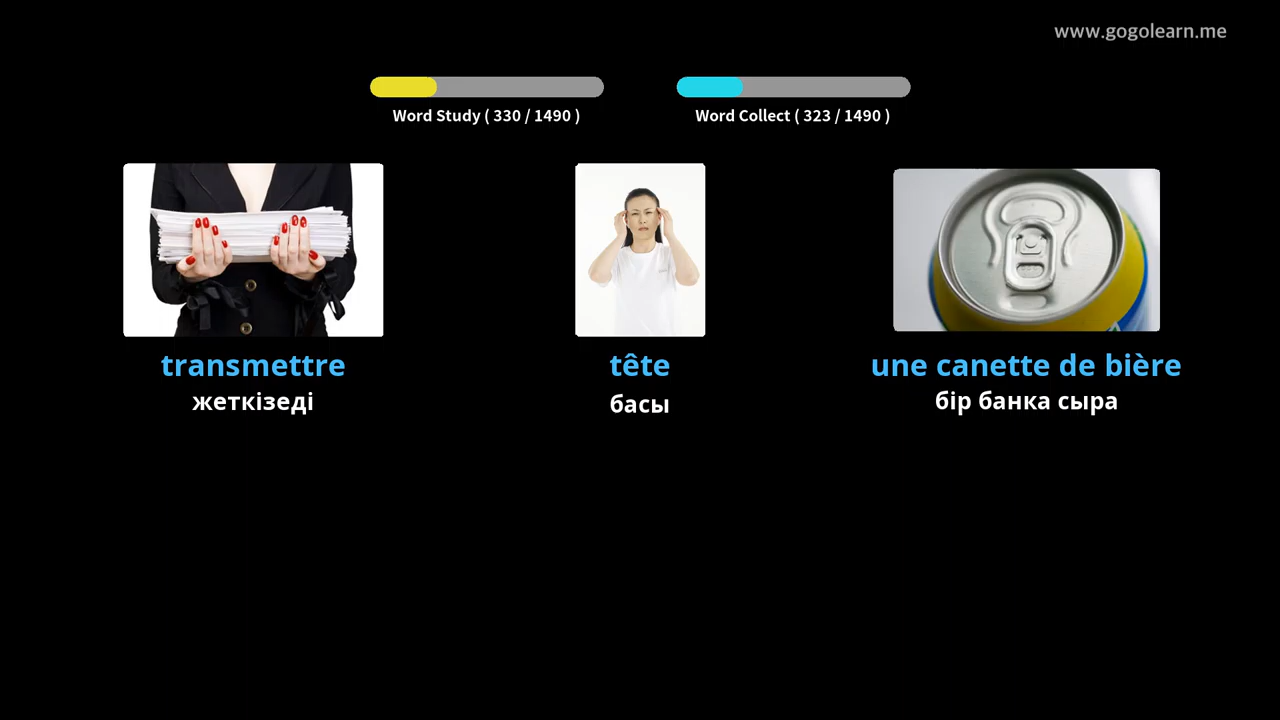 www.gogolearn.me
Word Study ( 330 / 1490 )
Word Collect ( 323 / 1490 )
transmettre
жеткізеді
tête
басы
une canette de bière
бір банка сыра